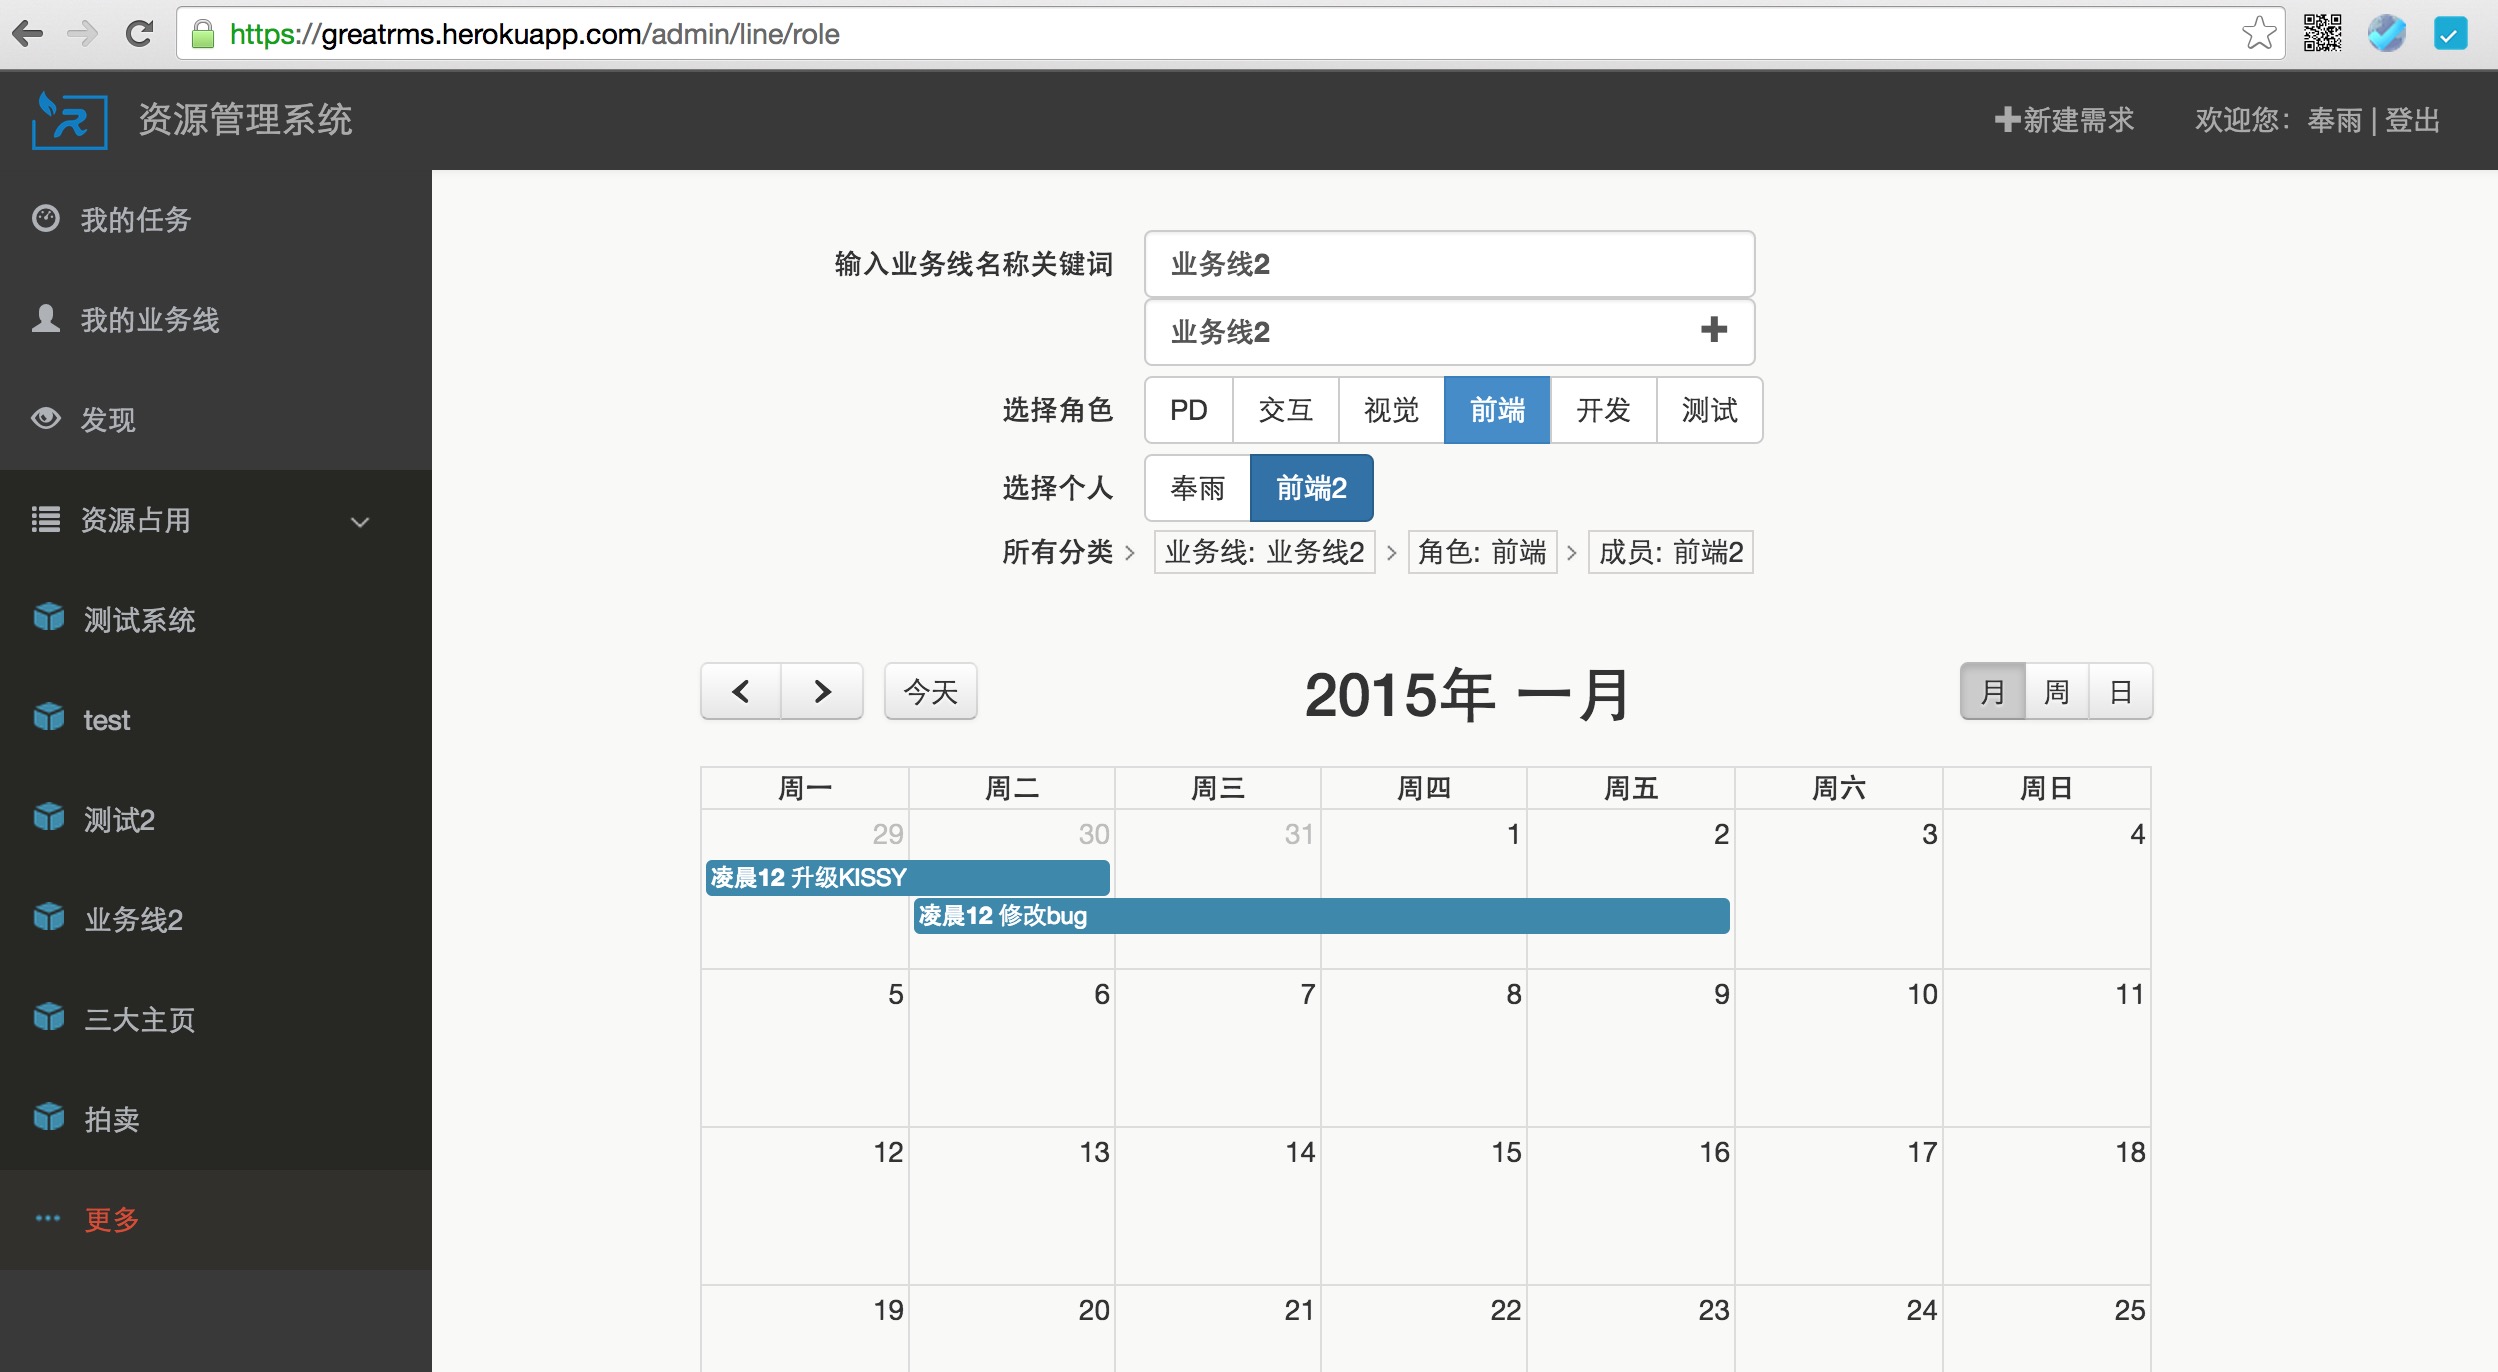 https://greatrms.herokuapp.com/admin/line/role
资源管理系统
新建需求
欢迎您：奉雨 | 登出
我的任务
我的业务线
发现
资源占用
测试系统
test
测试2
业务线2
三大主页
拍卖
更多
输入业务线名称关键词
业务线2
业务线2
选择角色
PD 交互 视觉 前端 开发 测试
选择个人
奉雨 前端2
所有分类 > 业务线: 业务线2 > 角色: 前端 > 成员: 前端2
今天
2015年 一月
月 周 日
周一 周二 周三 周四 周五 周六 周日
29 30 31 1 2 3 4
凌晨12 升级KISSY
凌晨12 修改bug
5 6 7 8 9 10 11
12 13 14 15 16 17 18
19 20 21 22 23 24 25